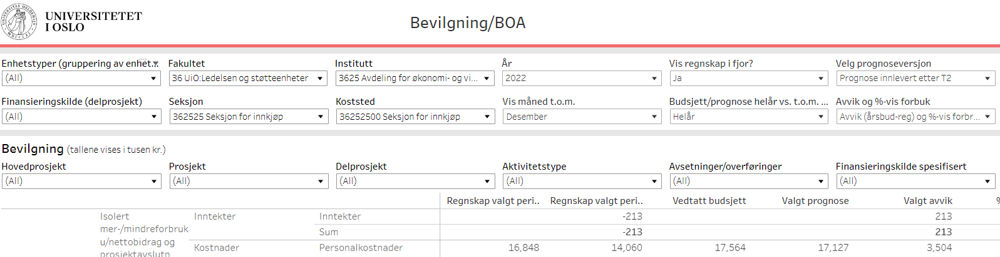 UNIVERSITETET
I OSLO
Bevilgning/BOA
Enhetstyper (gruppering av enhet... Fakultet Institutt År Vis regnskap i fjor? Velg prognoseversjon
(All) 36 UiO:Ledelsen og støtteenheter 3625 Avdeling for økonomi- og vi... 2022 Ja Prognose innlevert etter T2
Finansieringskilde (delprosjekt) Seksjon Koststed Vis måned t.o.m. Budsjett/prognose helår vs. t.o.m. ... Avvik og %-vis forbuk
(All) 362525 Seksjon for innkjøp 36252500 Seksjon for innkjøp Desember Helår Avvik (årsbud-reg) og %-vis forbr...
Bevilgning (tallene vises i tusen kr.)
Hovedprosjekt Prosjekt Delprosjekt Aktivitetstype Avsetninger/overføringer Finansieringskilde spesifisert
(All) (All) (All) (All) (All) (All)
Regnskap valgt peri.. Regnskap valgt peri.. Vedtatt budsjett Valgt prognose Valgt avvik %
Isolert Inntekter Inntekter -213 213
mer-/mindreforbruk
Sum -213 213
u/nettobidrag og
Kostnader Personalkostnader 16,848 14,060 17,564 17,127 3,504
prosjektavslutn